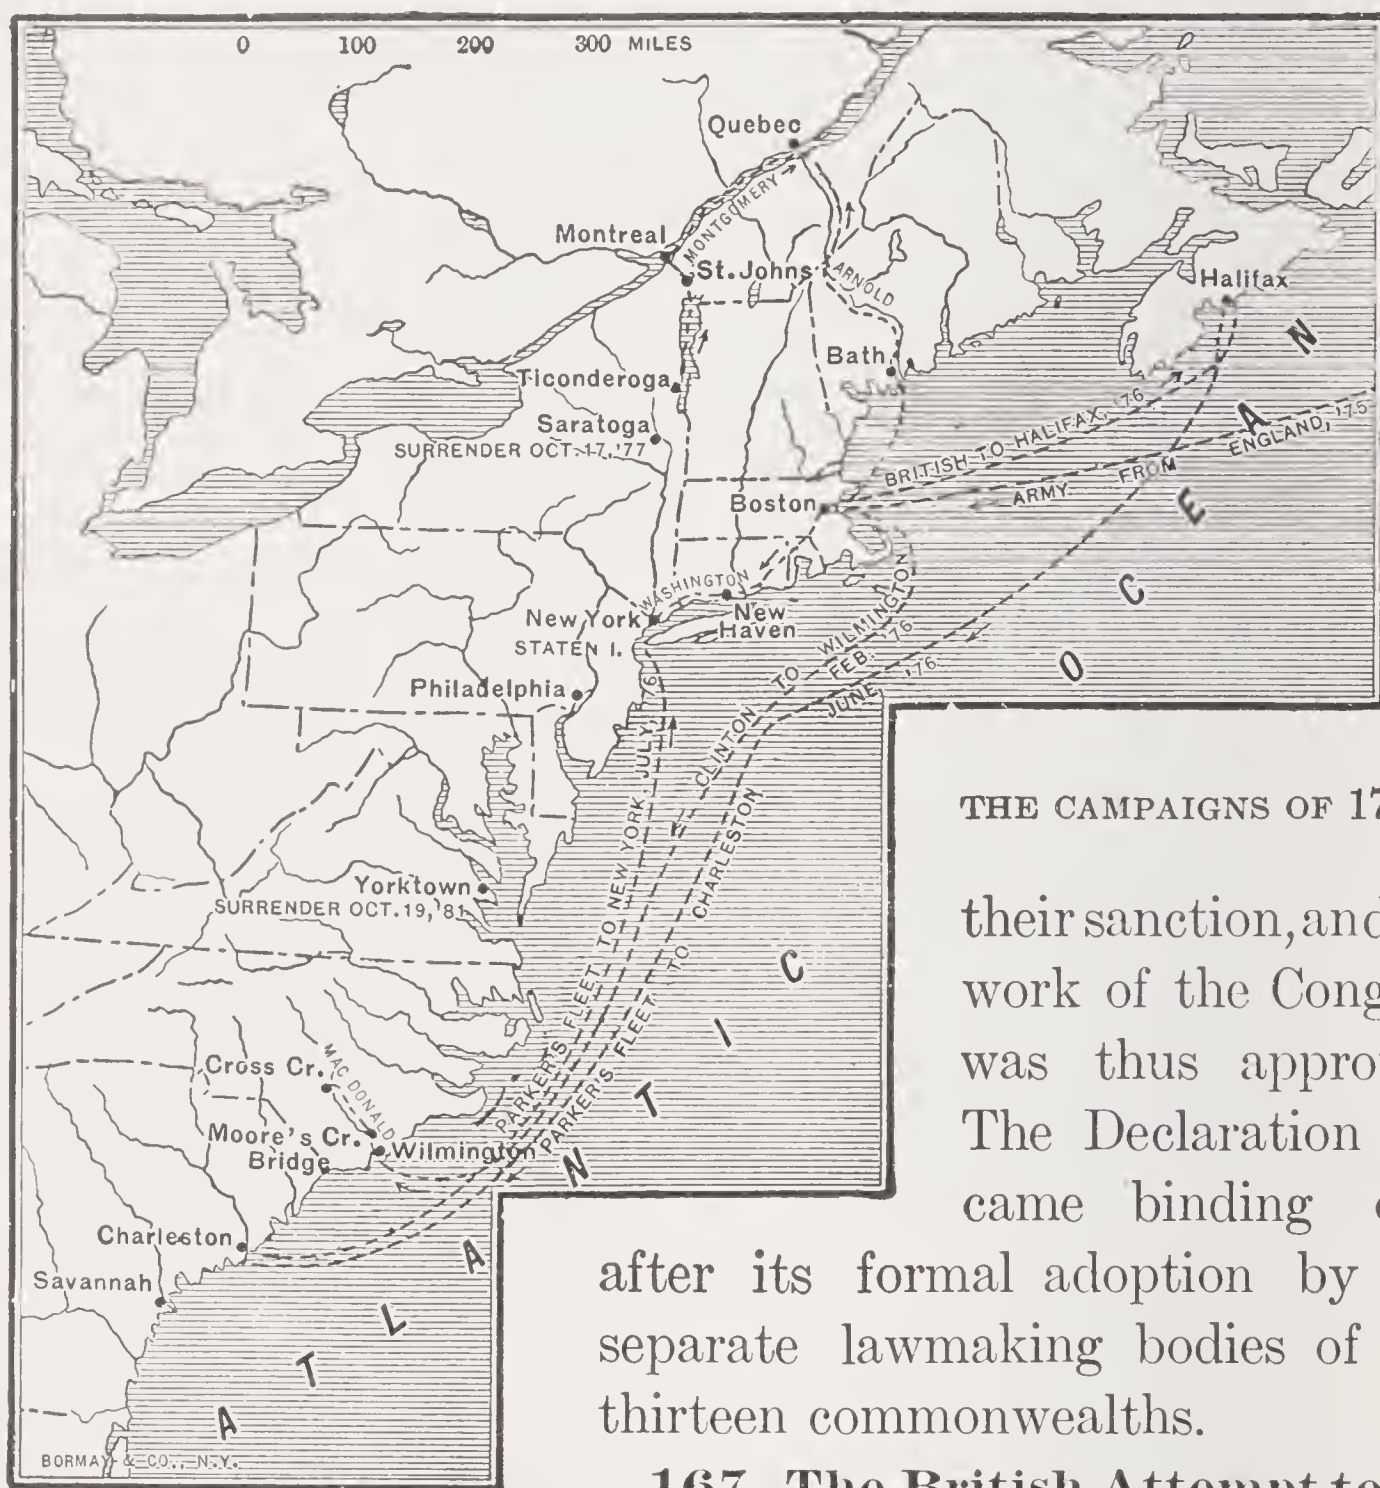 0 100 200 300 MILES
Quebec
MONTGOMERY
Montreal
St. Johns
ARNOLD
Halifax
Bath
Ticonderoga
Saratoga
SURRENDER OCT. 17, '77
BRITISH TO HALIFAX, '76
ARMY FROM ENGLAND, '75
Boston
WASHINGTON
New York
New
Haven
STATEN I.
Philadelphia
CLINTON TO WILMINGTON
FEB. '76
JUNE '76
PARKER'S FLEET TO NEW YORK, JULY, '76
PARKER'S FLEET TO CHARLESTON
Yorktown
SURRENDER OCT. 19, '81
Cross Cr.
MAC DONALD
Moore's Cr.
Bridge
Wilmington
Charleston
Savannah
ATLANTIC OCEAN
BORMAY & CO., N.Y.
THE CAMPAIGNS OF 17
their sanction, and
work of the Cong
was thus appro
The Declaration
came binding
after its formal adoption by
separate lawmaking bodies of
thirteen commonwealths.
167. The British Attempt to